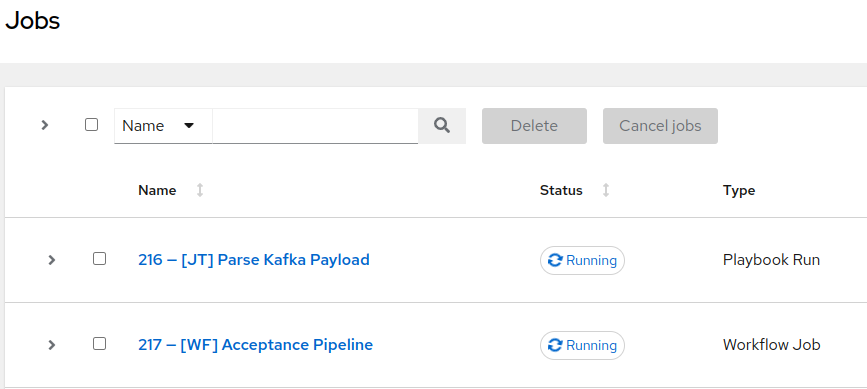 Jobs
Name Delete Cancel jobs
Name Status Type
216 – [JT] Parse Kafka Payload Running Playbook Run
217 – [WF] Acceptance Pipeline Running Workflow Job